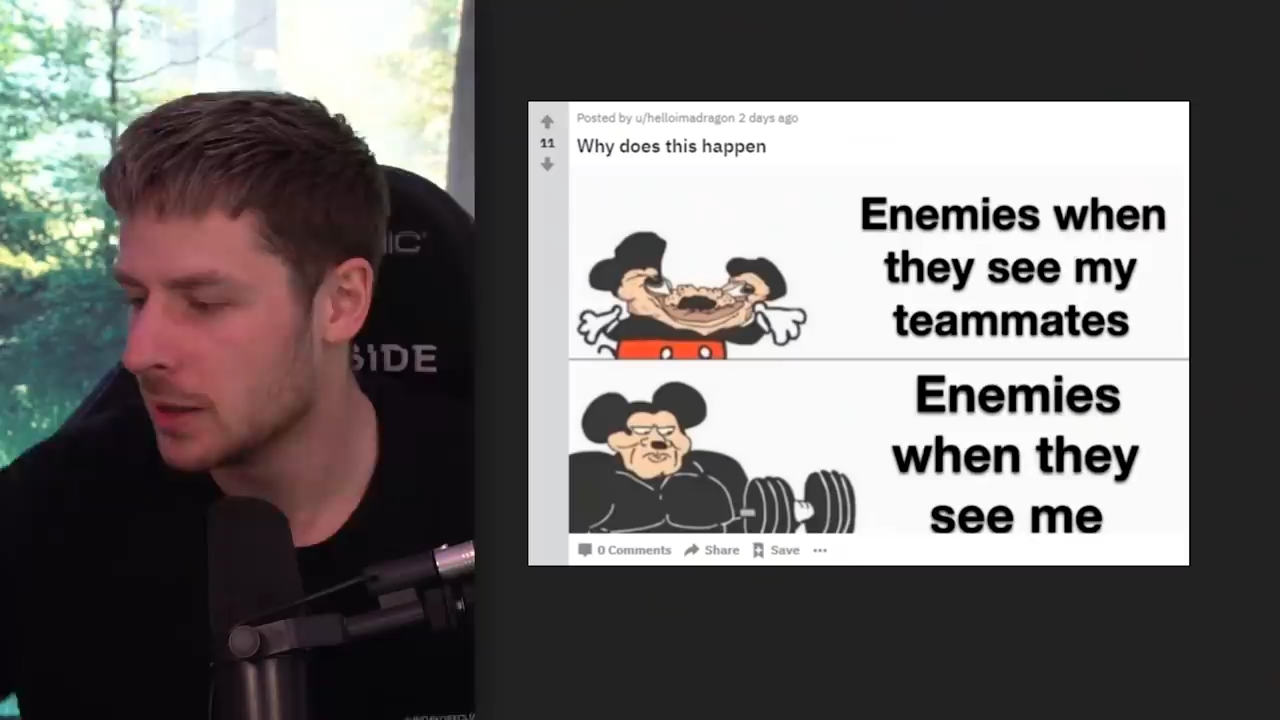 IC
SIDE
11
Posted by u/helloimadragon 2 days ago
Why does this happen
Enemies when
they see my
teammates
Enemies
when they
see me
0 Comments
Share
Save